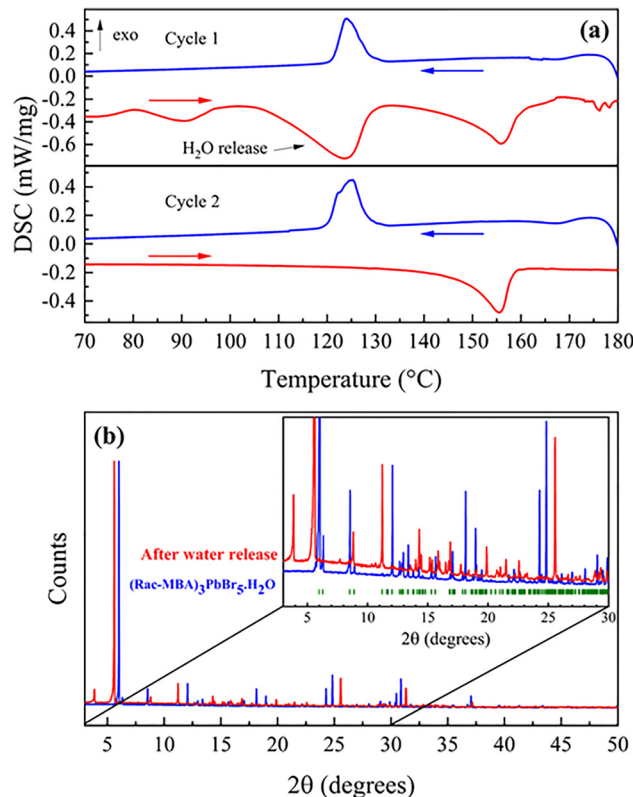 exo
(a)
Cycle 1
0.4
0.2
0.0
-0.2
-0.4
-0.6
H2O release
Cycle 2
0.4
0.2
0.0
-0.2
-0.4
DSC (mW/mg)
70 80 90 100 110 120 130 140 150 160 170 180
Temperature (°C)
(b)
After water release
(Rac-MBA)3PbBr5.H2O
5 10 15 20 25 30
2θ (degrees)
Counts
5 10 15 20 25 30 35 40 45 50
2θ (degrees)